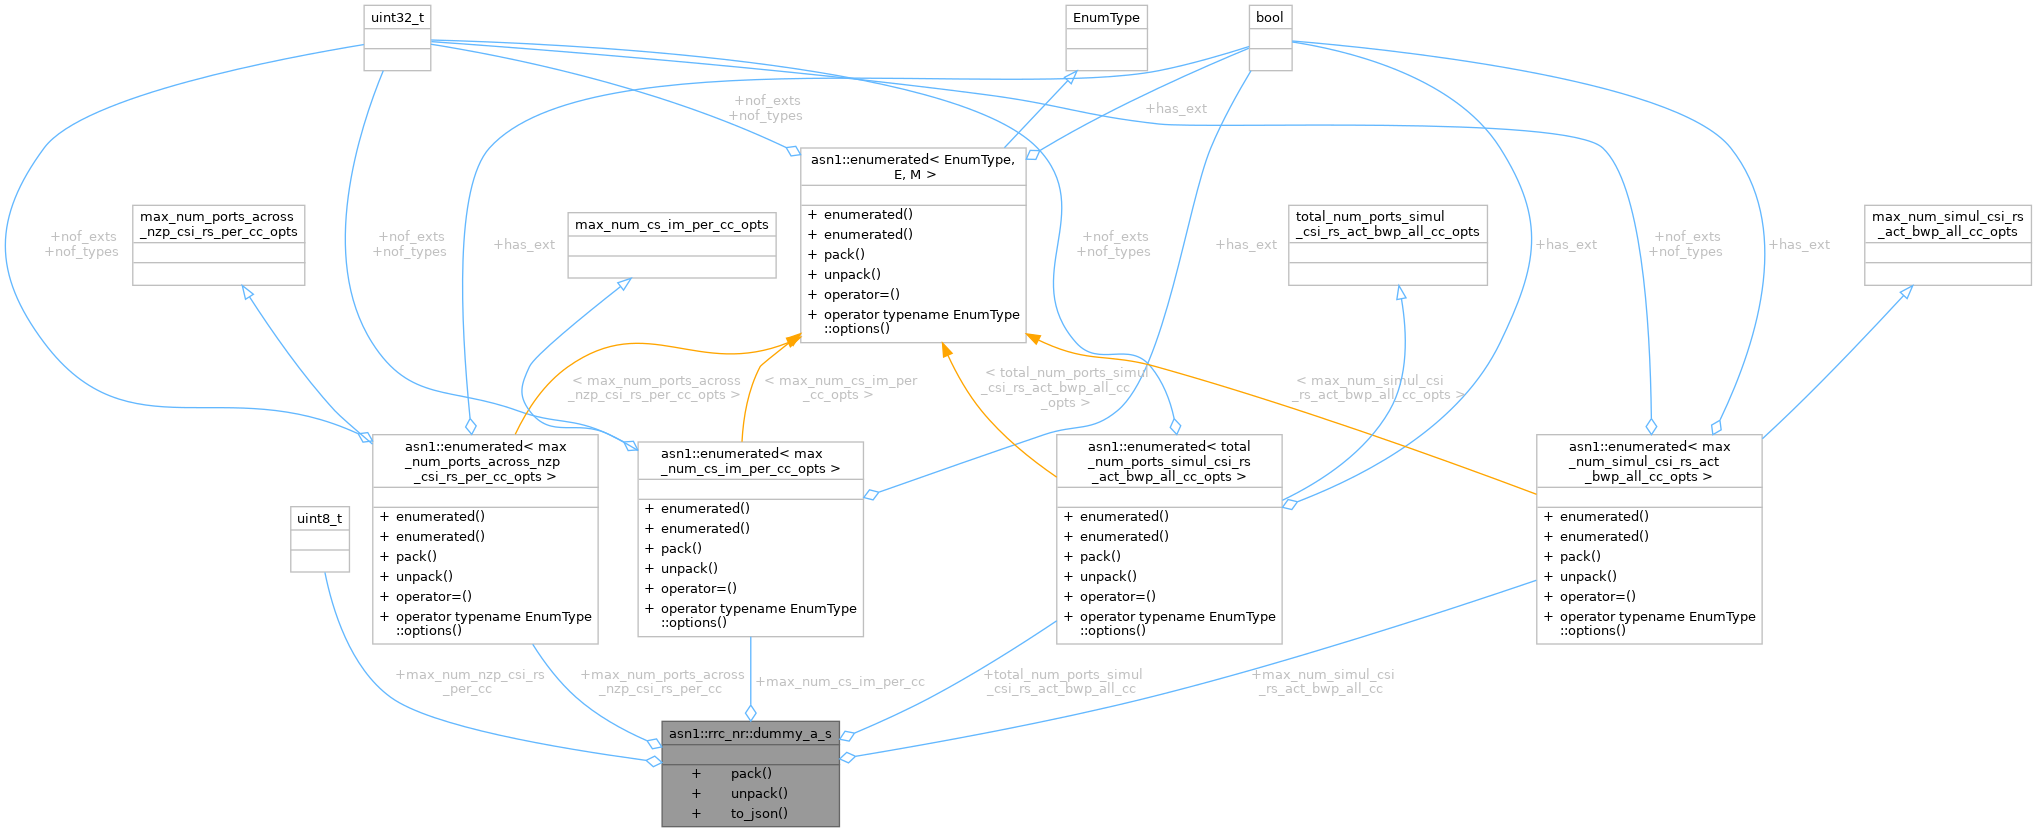 uint32_t
EnumType
bool
+nof_exts
+nof_types
+has_ext
asn1::enumerated< EnumType,
E, M >
+ enumerated()
+ enumerated()
+ pack()
+ unpack()
+ operator=()
+ operator typename EnumType
::options()
max_num_ports_across
_nzp_csi_rs_per_cc_opts
max_num_cs_im_per_cc_opts
total_num_ports_simul
_csi_rs_act_bwp_all_cc_opts
max_num_simul_csi_rs
_act_bwp_all_cc_opts
+nof_exts
+nof_types
+nof_exts
+nof_types
+has_ext
+nof_exts
+nof_types
+has_ext
+has_ext
+nof_exts
+nof_types
+has_ext
< max_num_ports_across
_nzp_csi_rs_per_cc_opts >
< max_num_cs_im_per
_cc_opts >
< total_num_ports_simul
_csi_rs_act_bwp_all_cc
_opts >
< max_num_simul_csi
_rs_act_bwp_all_cc_opts >
uint8_t
asn1::enumerated< max
_num_ports_across_nzp
_csi_rs_per_cc_opts >
+ enumerated()
+ enumerated()
+ pack()
+ unpack()
+ operator=()
+ operator typename EnumType
::options()
asn1::enumerated< max
_num_cs_im_per_cc_opts >
+ enumerated()
+ enumerated()
+ pack()
+ unpack()
+ operator=()
+ operator typename EnumType
::options()
asn1::enumerated< total
_num_ports_simul_csi_rs
_act_bwp_all_cc_opts >
+ enumerated()
+ enumerated()
+ pack()
+ unpack()
+ operator=()
+ operator typename EnumType
::options()
asn1::enumerated< max
_num_simul_csi_rs_act
_bwp_all_cc_opts >
+ enumerated()
+ enumerated()
+ pack()
+ unpack()
+ operator=()
+ operator typename EnumType
::options()
+max_num_nzp_csi_rs
_per_cc
+max_num_ports_across
_nzp_csi_rs_per_cc
+max_num_cs_im_per_cc
+total_num_ports_simul
_csi_rs_act_bwp_all_cc
+max_num_simul_csi
_rs_act_bwp_all_cc
asn1::rrc_nr::dummy_a_s
+ pack()
+ unpack()
+ to_json()